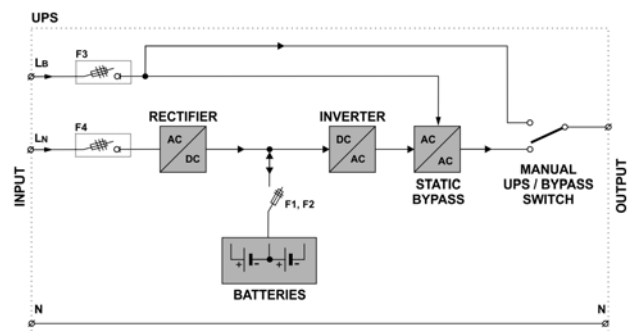 UPS
F3
LB
RECTIFIER
INVERTER
F4
LN
AC
DC
DC
AC
AC
AC
STATIC
BYPASS
MANUAL
UPS / BYPASS
SWITCH
INPUT
OUTPUT
F1, F2
+ - + -
BATTERIES
N
N